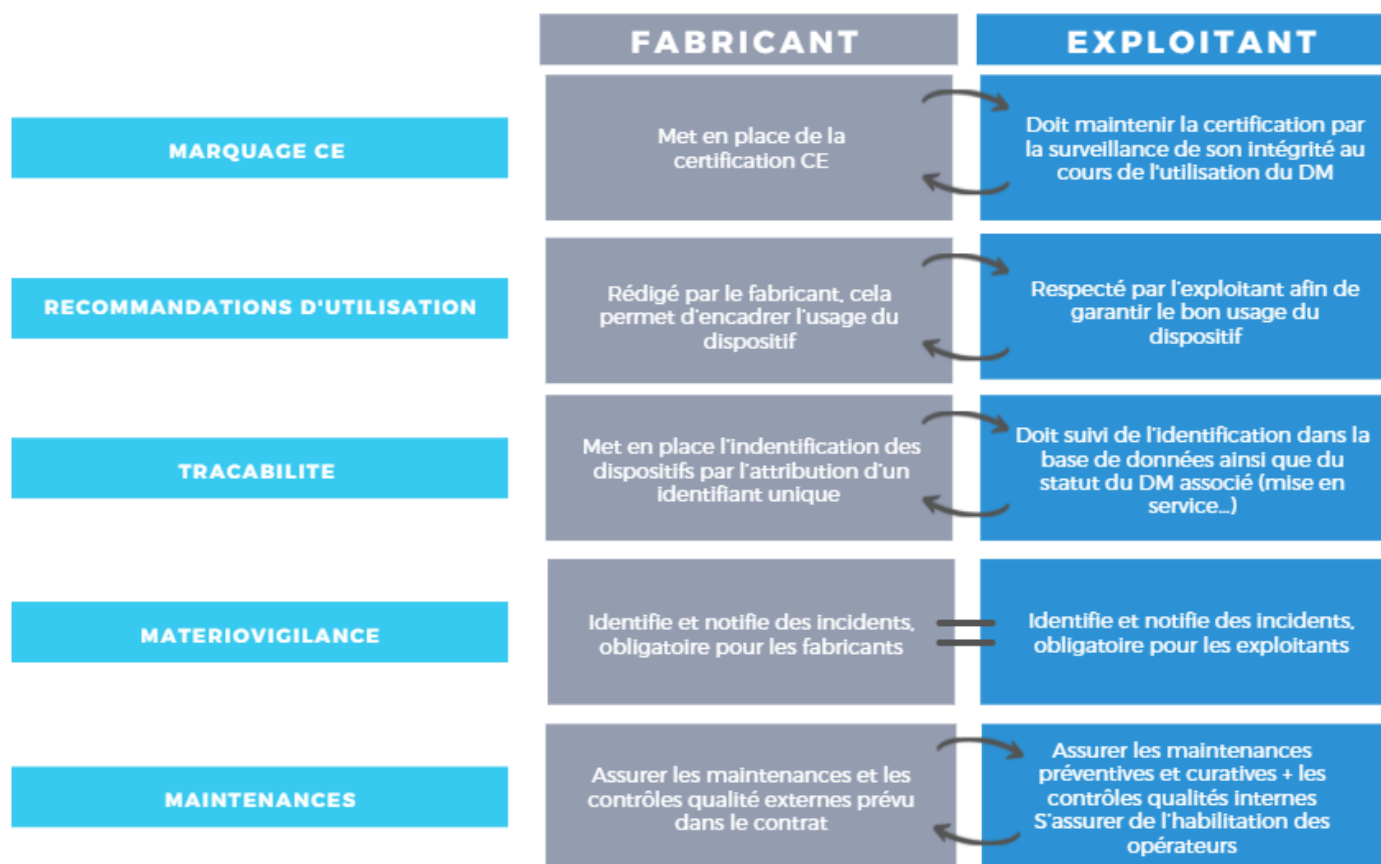 FABRICANT
EXPLOITANT
MARQUAGE CE
Met en place de la
certification CE
Doit maintenir la certification par
la surveillance de son intégrité au
cours de l'utilisation du DM
RECOMMANDATIONS D'UTILISATION
Rédigé par le fabricant, cela
permet d'encadrer l'usage du
dispositif
Respecté par l'exploitant afin de
garantir le bon usage du
dispositif
TRACABILITE
Met en place l'indentification des
dispositifs par l'attribution d'un
identifiant unique
Doit suivi de l'identification dans la
base de données ainsi que du
statut du DM associé (mise en
service...)
MATERIOVIGILANCE
Identifie et notifie des incidents,
obligatoire pour les fabricants
Identifie et notifie des incidents,
obligatoire pour les exploitants
MAINTENANCES
Assurer les maintenances et les
contrôles qualité externes prévu
dans le contrat
Assurer les maintenances
préventives et curatives + les
contrôles qualités internes
S'assurer de l'habilitation des
opérateurs